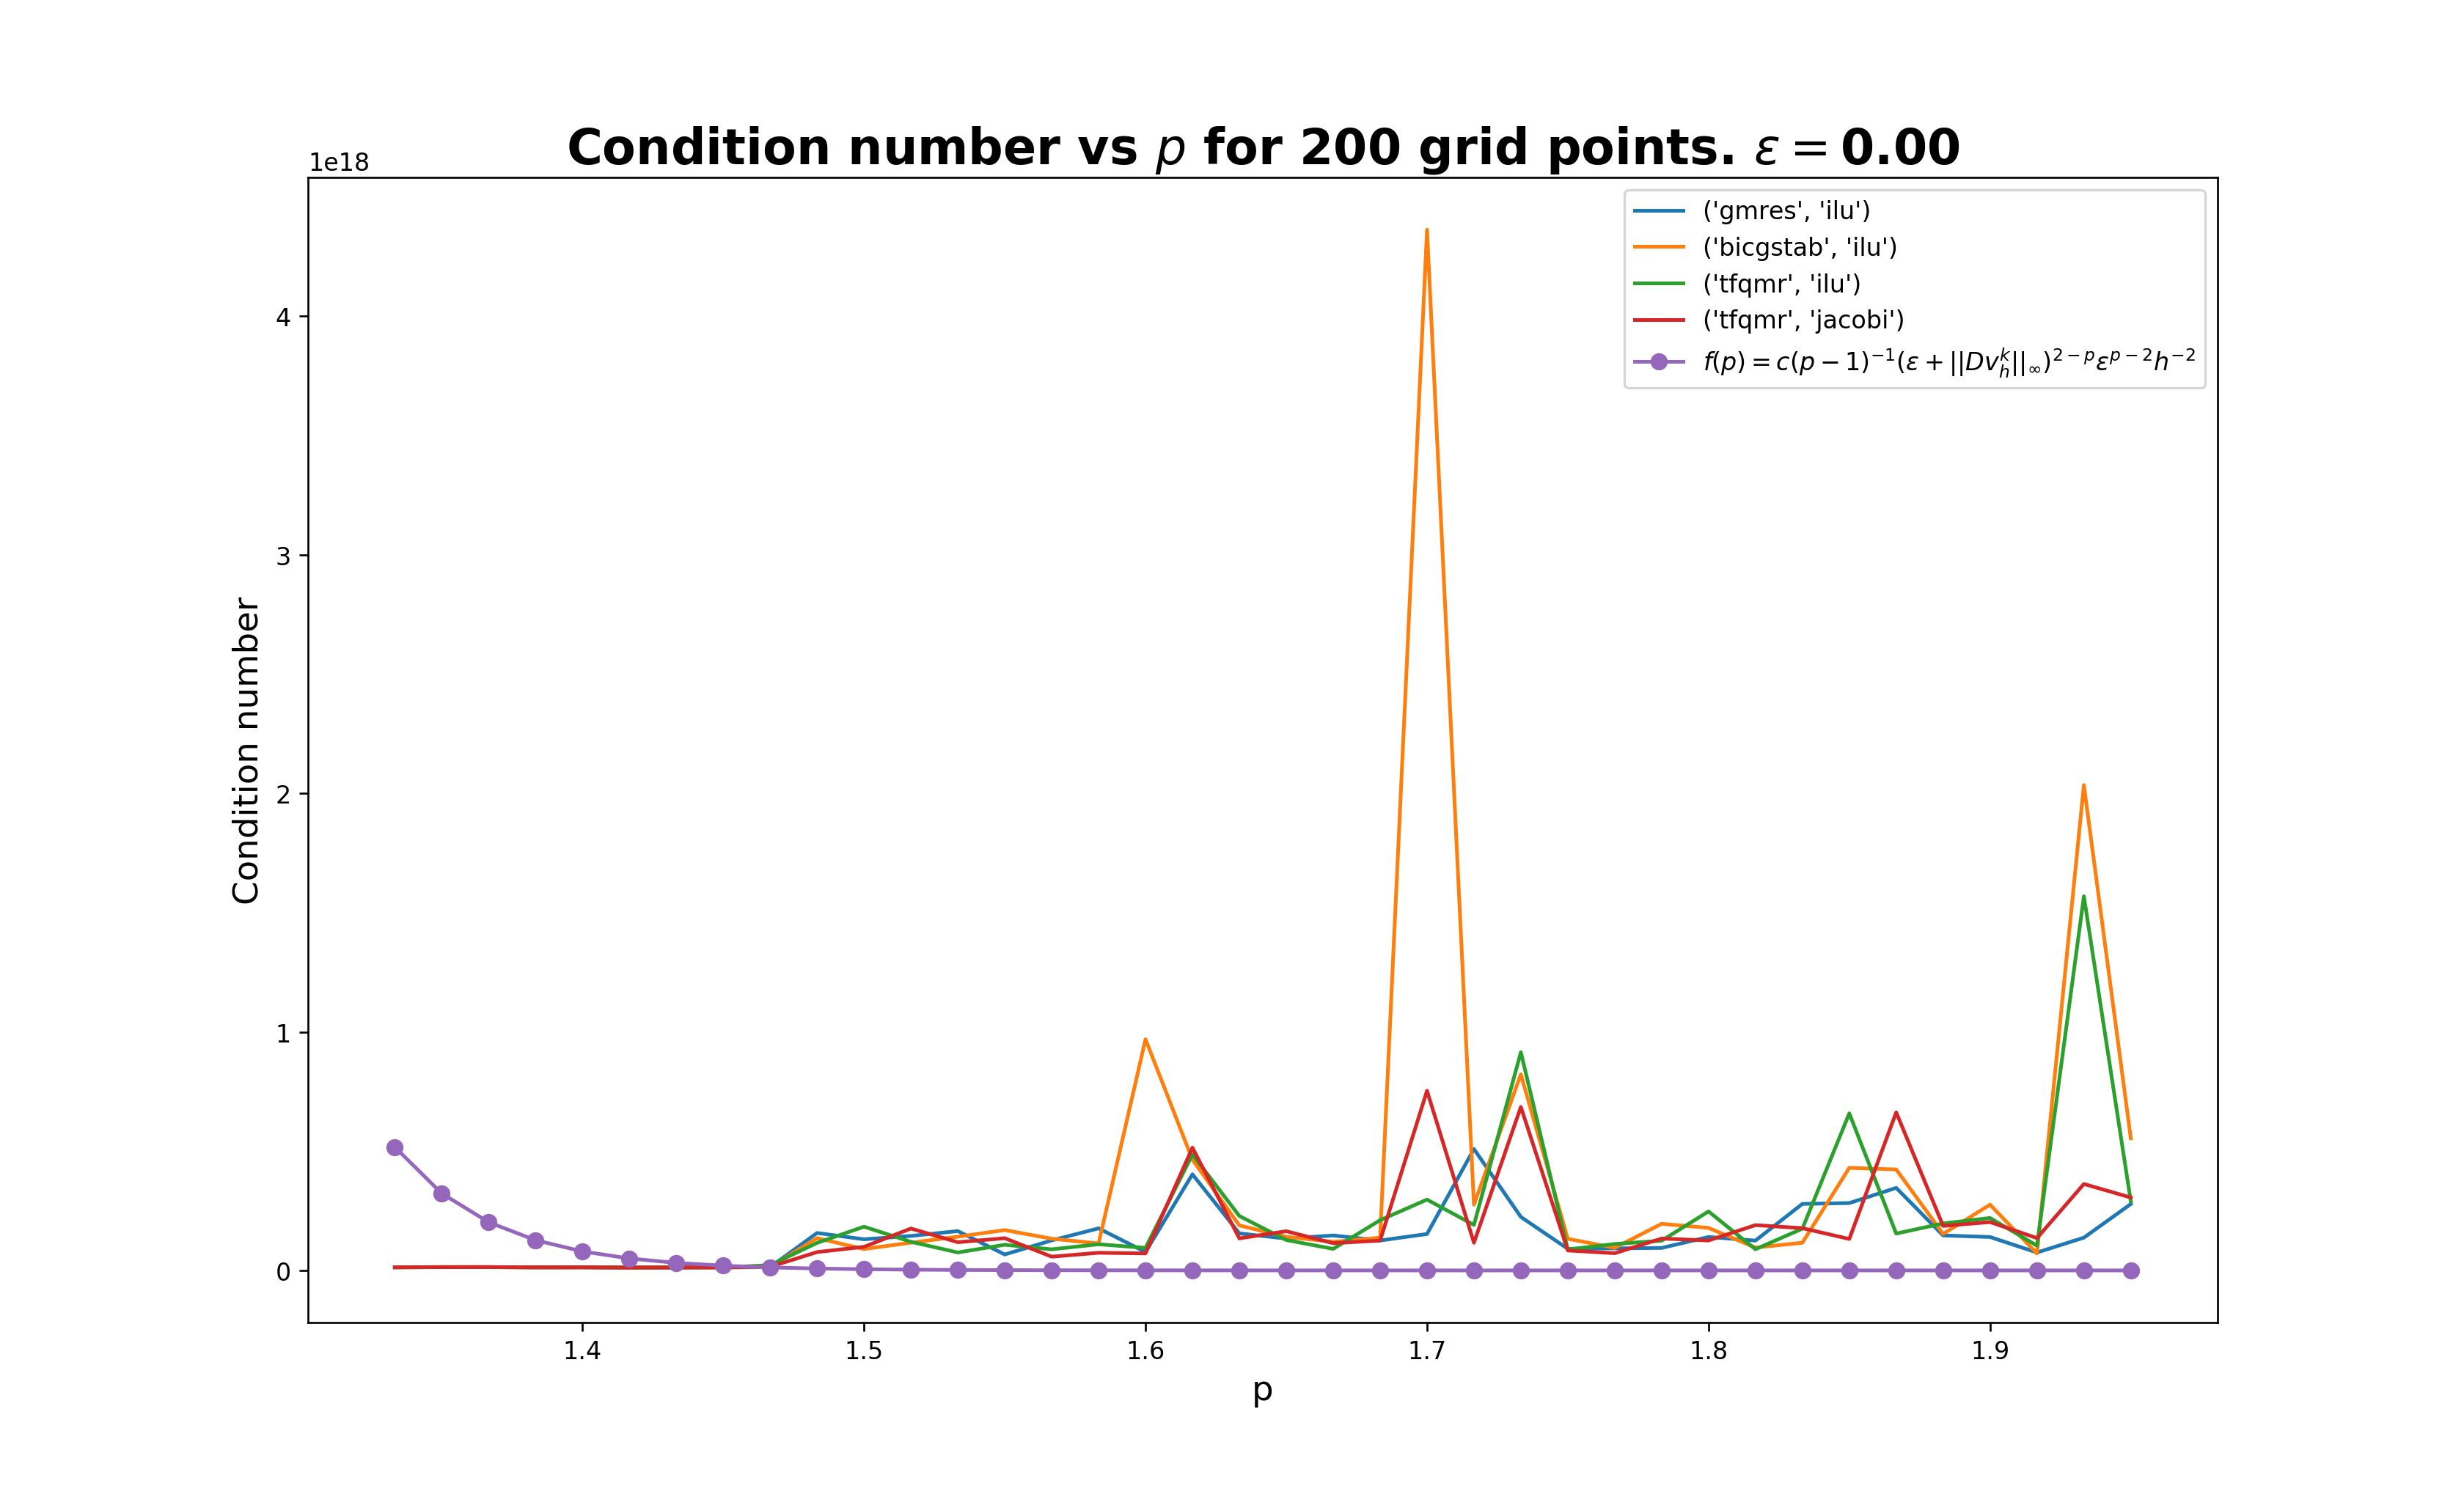 Condition number vs p for 200 grid points. ε = 0.00
1e18
('gmres', 'ilu')
('bicgstab', 'ilu')
('tfqmr', 'ilu')
('tfqmr', 'jacobi')
f(p) = c(p − 1)⁻¹(ε + ||Dv_h^k||_∞)^{2 − p}ε^{p − 2}h⁻²
4
3
2
1
0
Condition number
1.4 1.5 1.6 1.7 1.8 1.9
p